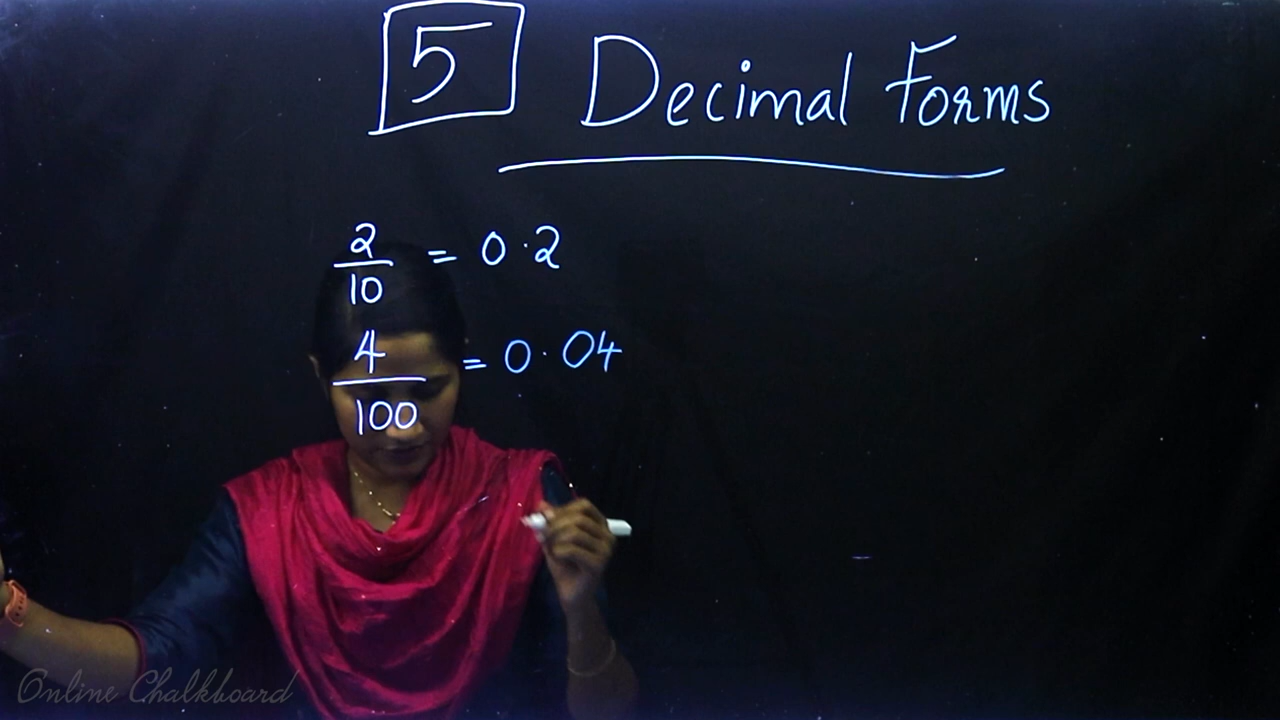 5 Decimal Forms
2/10 = 0.2
4/100 = 0.04
Online Chalkboard